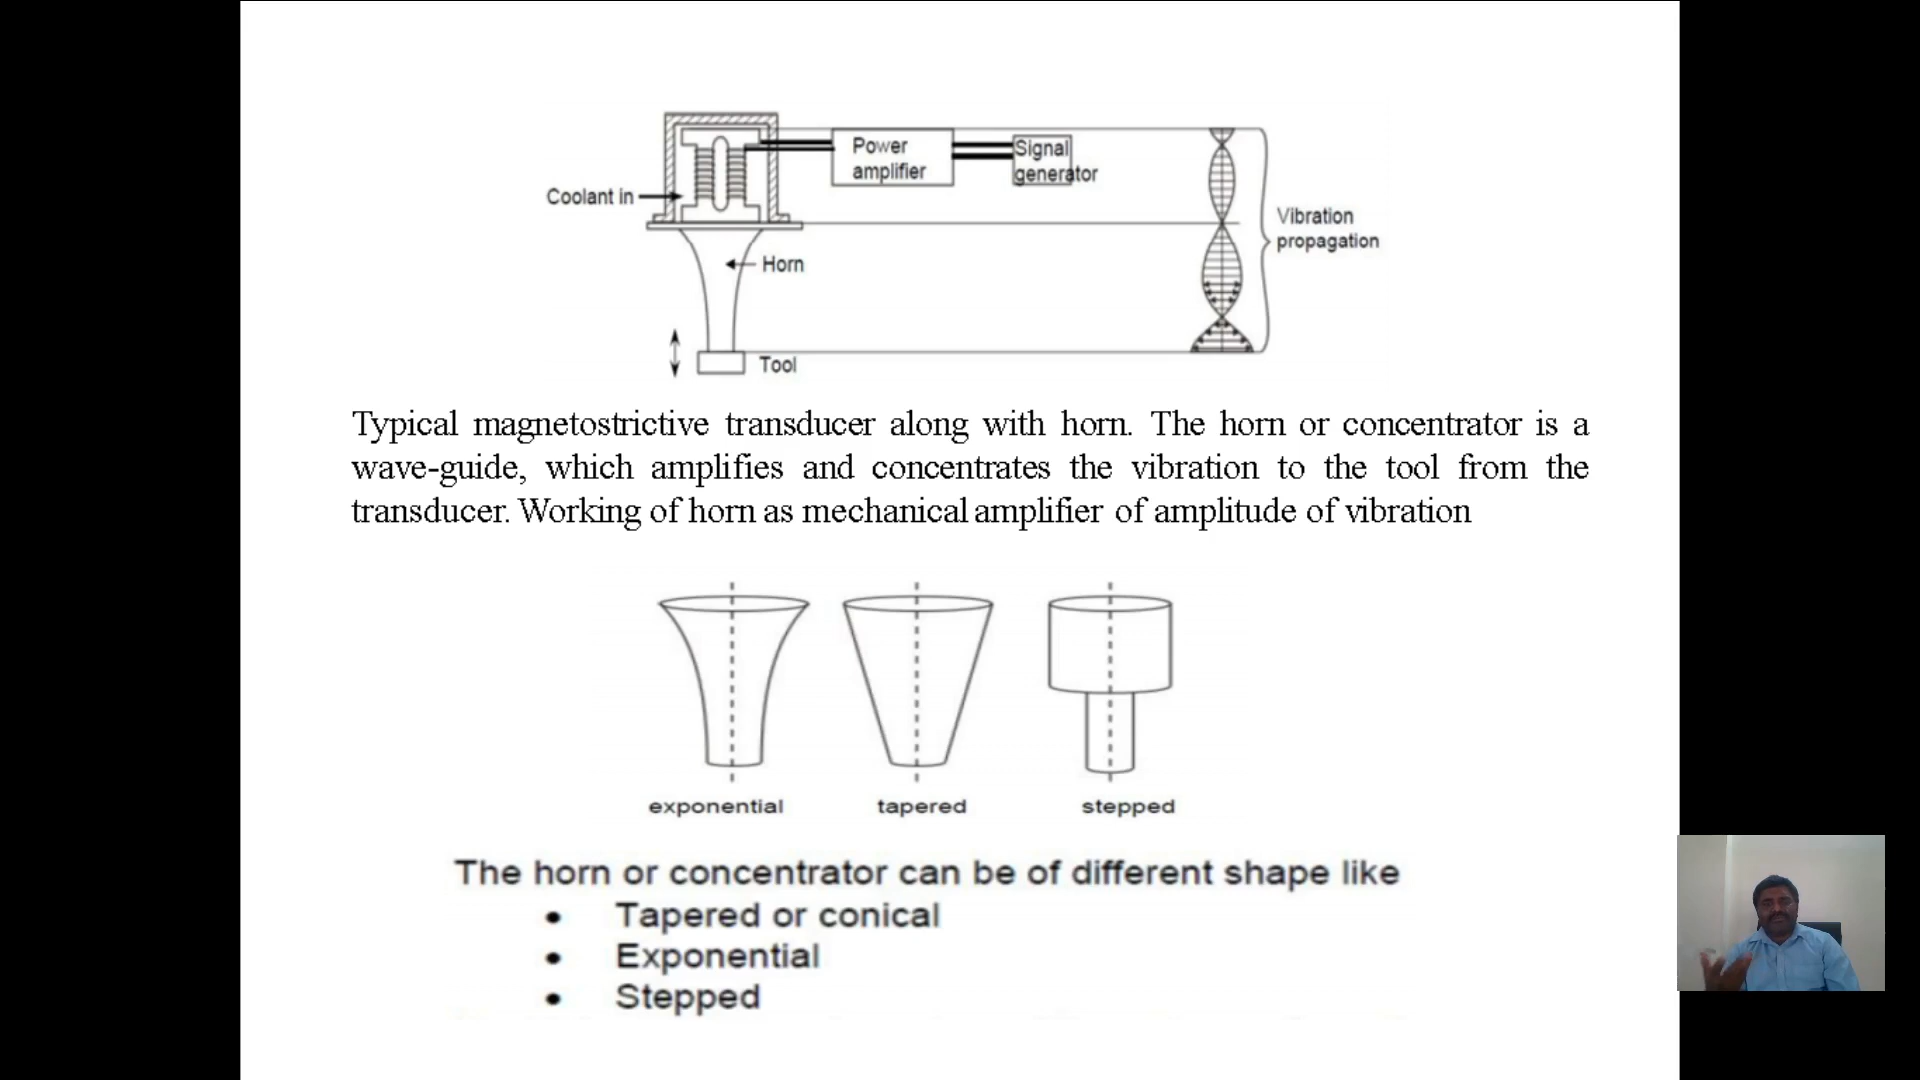 Power
amplifier
Signal
generator
Coolant in
Vibration
propagation
Horn
Tool
Typical magnetostrictive transducer along with horn. The horn or concentrator is a
wave-guide, which amplifies and concentrates the vibration to the tool from the
transducer. Working of horn as mechanical amplifier of amplitude of vibration
exponential
tapered
stepped
The horn or concentrator can be of different shape like
• Tapered or conical
• Exponential
• Stepped